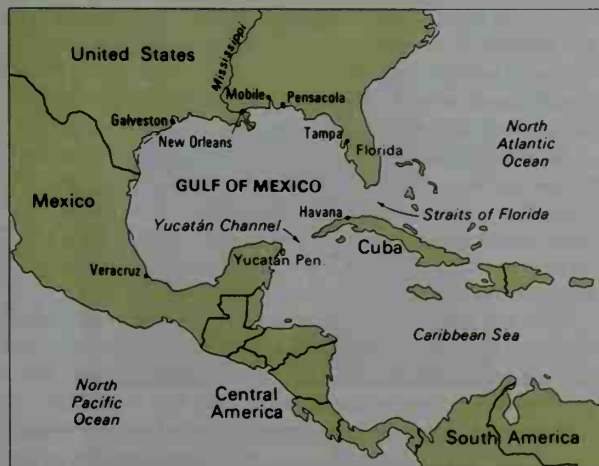 United States
Mississippi
Mobile
Pensacola
Galveston
New Orleans
Tampa
Florida
North
Atlantic
Ocean
Mexico
GULF OF MEXICO
Havana
Straits of Florida
Yucatán Channel
Cuba
Yucatán Pen.
Veracruz
Caribbean Sea
North
Pacific
Ocean
Central
America
South America